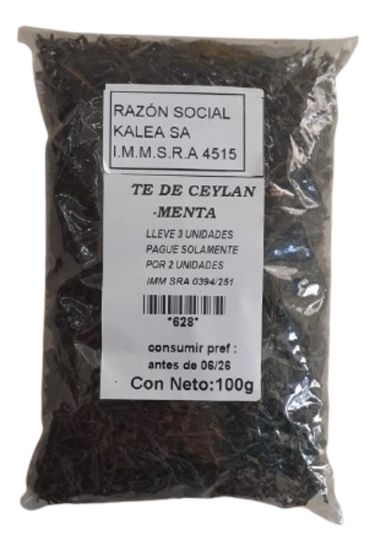 RAZÓN SOCIAL
KALEA SA
I.M.M.S.R.A 4515
TE DE CEYLAN
-MENTA
LLEVE 3 UNIDADES
PAGUE SOLAMENTE
POR 2 UNIDADES
IMM SRA 0394/251
*628*
consumir pref :
antes de 06/26
Con Neto:100g